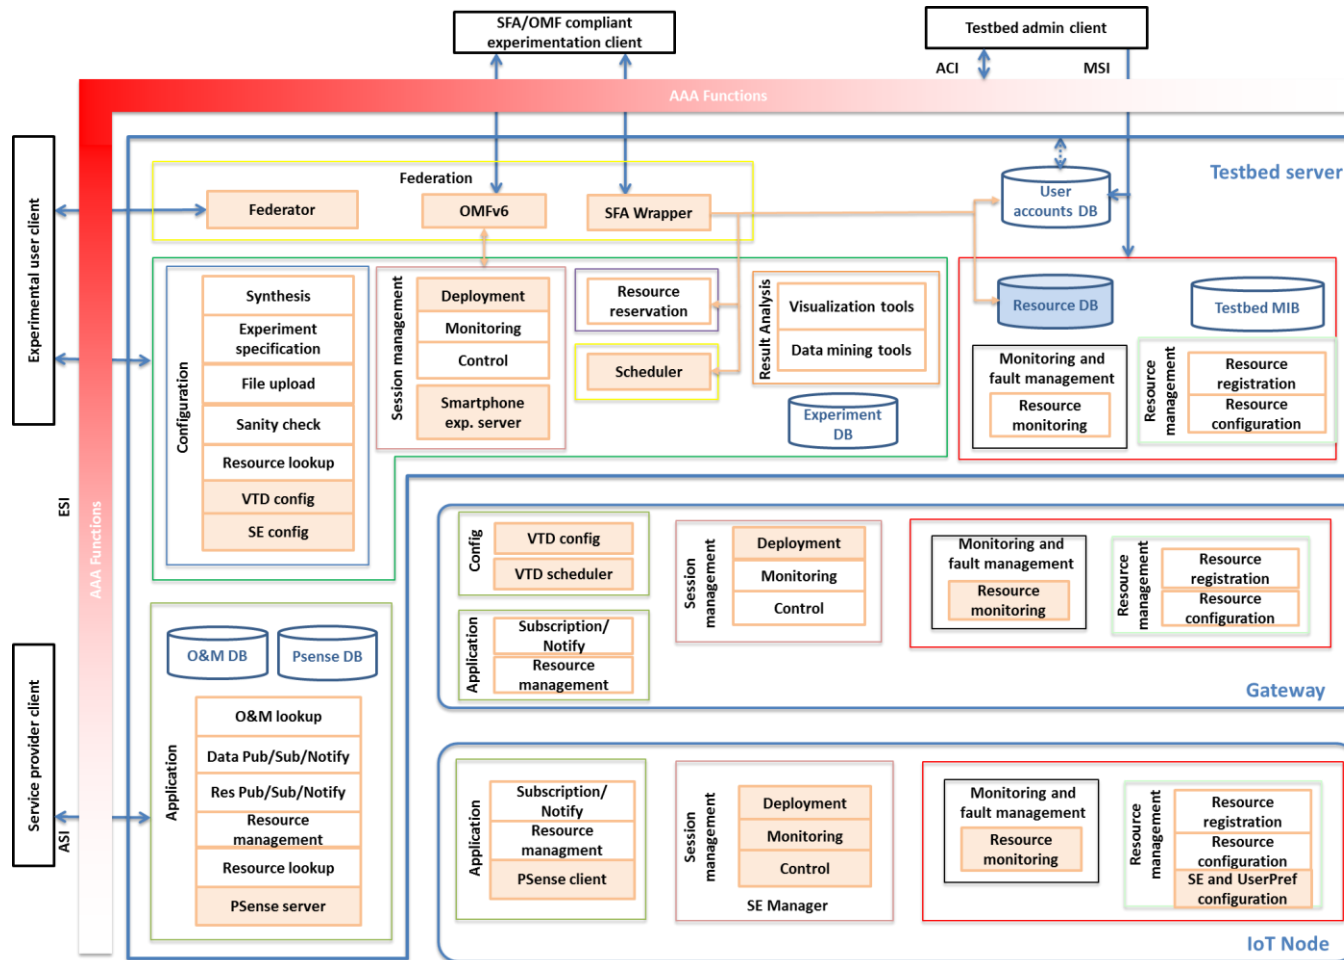 SFA/OMF compliant
experimentation client
Testbed admin client
ACI
MSI
AAA Functions
Experimental user client
ESI
AAA Functions
Service provider client
ASI
Testbed server
Federation
Federator
OMFv6
SFA Wrapper
User
accounts DB
Configuration
Synthesis
Experiment
specification
File upload
Sanity check
Resource lookup
VTD config
SE config
Session management
Deployment
Monitoring
Control
Smartphone
exp. server
Resource
reservation
Scheduler
Result Analysis
Visualization tools
Data mining tools
Experiment
DB
Resource DB
Testbed MIB
Monitoring and
fault management
Resource
monitoring
Resource
management
Resource
registration
Resource
configuration
O&M DB
Psense DB
Application
O&M lookup
Data Pub/Sub/Notify
Res Pub/Sub/Notify
Resource
management
Resource lookup
PSense server
Config
VTD config
VTD scheduler
Application
Subscription/
Notify
Resource
management
Session
management
Deployment
Monitoring
Control
Monitoring and
fault management
Resource
monitoring
Resource
management
Resource
registration
Resource
configuration
Gateway
Application
Subscription/
Notify
Resource
managment
PSense client
Session
management
Deployment
Monitoring
Control
SE Manager
Monitoring and
fault management
Resource
monitoring
Resource
management
Resource
registration
Resource
configuration
SE and UserPref
configuration
IoT Node